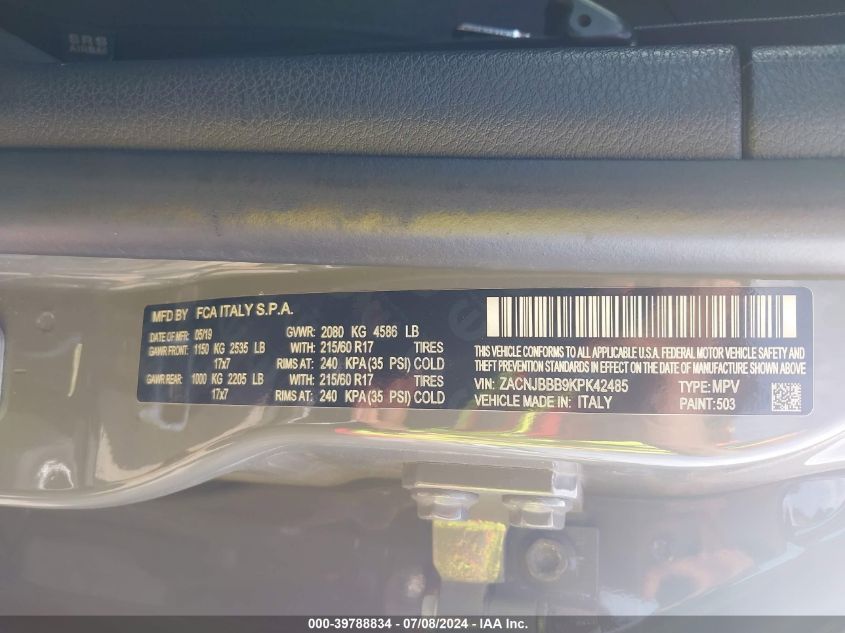 SRS
AIRBAG
MFD BY FCA ITALY S.P.A.
DATE OF MFR: 05/19 GVWR: 2080 KG 4586 LB
GAWR FRONT: 1150 KG 2535 LB WITH: 215/60 R17 TIRES
17x7 RIMS AT: 240 KPA (35 PSI) COLD
GAWR REAR: 1000 KG 2205 LB WITH: 215/60 R17 TIRES
17x7 RIMS AT: 240 KPA (35 PSI) COLD
THIS VEHICLE CONFORMS TO ALL APPLICABLE U.S.A. FEDERAL MOTOR VEHICLE SAFETY
AND THEFT PREVENTION STANDARDS IN EFFECT ON THE DATE OF MANUFACTURE SHOWN ABOVE
VIN: ZACNJBBB9KPK42485 TYPE: MPV
VEHICLE MADE IN: ITALY PAINT: 503
000-39788834 - 07/08/2024 - IAA Inc.